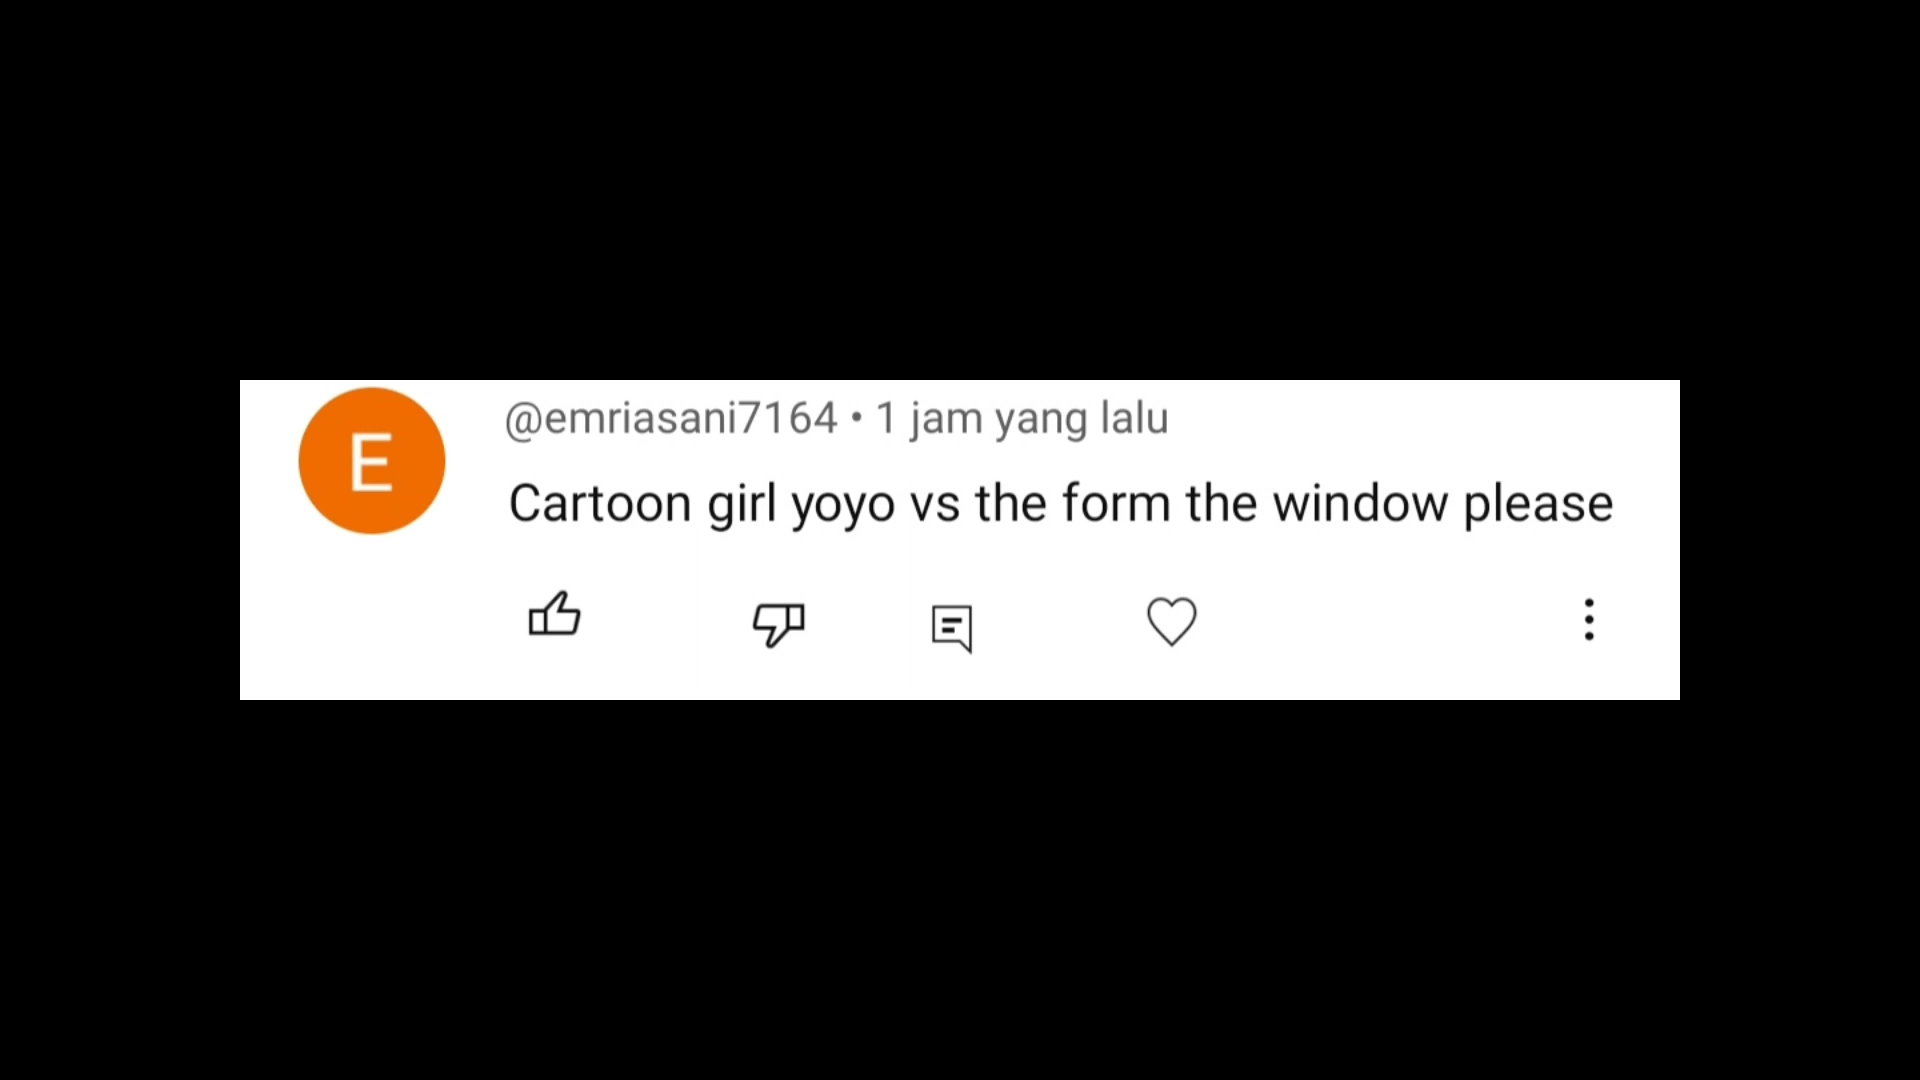 E
@emriasani7164 • 1 jam yang lalu
Cartoon girl yoyo vs the form the window please